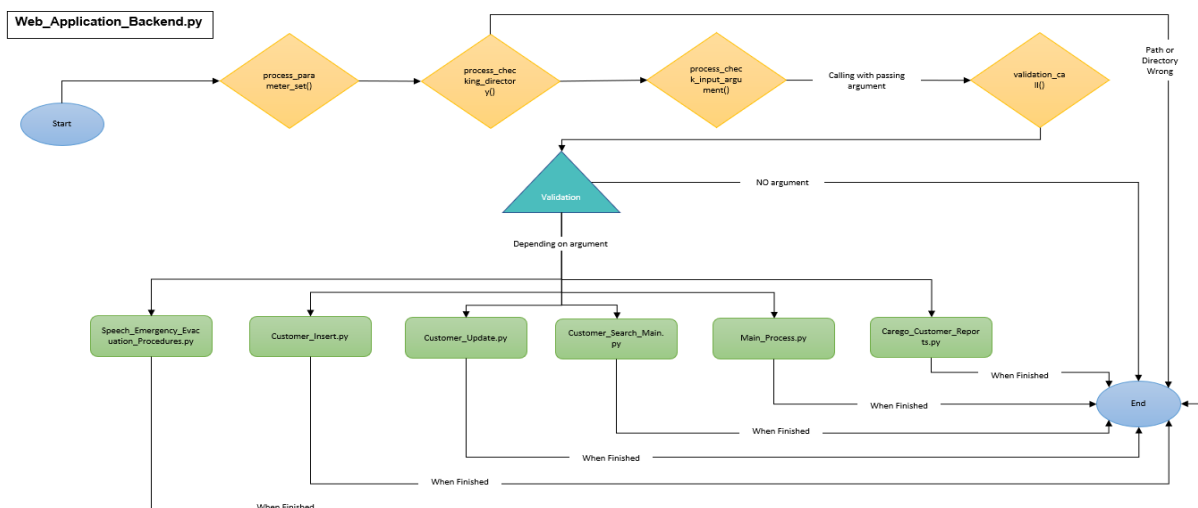 Web_Application_Backend.py
Path or
Directory
Wrong
process_para
meter_set()
process_chec
king_director
y()
process_chec
k_input_argu
ment()
Calling with passing
argument
validation_ca
ll()
Start
Validation
NO argument
Depending on argument
Speech_Emergency_Evac
uation_Procedures.py
Customer_Insert.py
Customer_Update.py
Customer_Search_Main.
py
Main_Process.py
Carego_Customer_Repor
ts.py
When Finished
End
When Finished
When Finished
When Finished
When Finished
When Finished